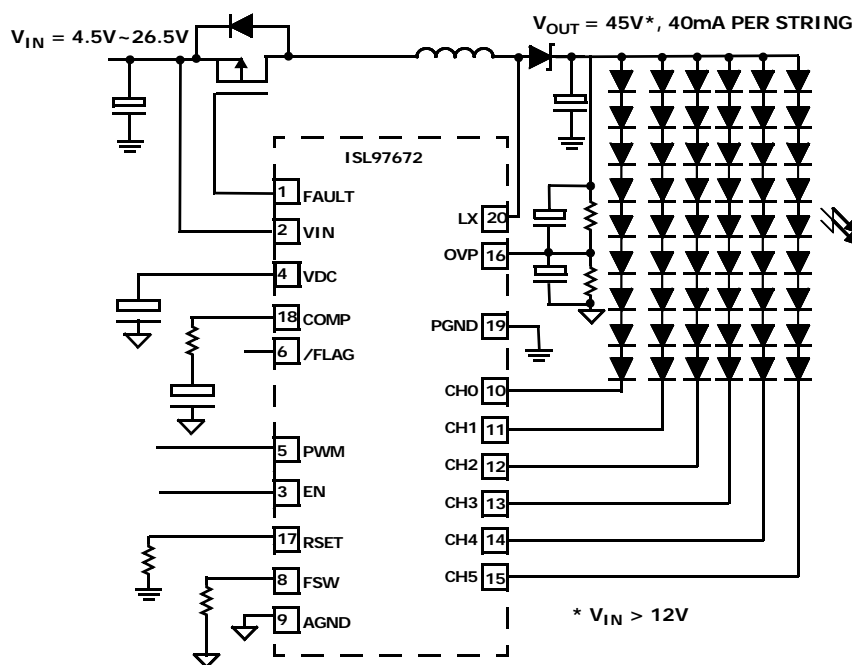 V_IN = 4.5V~26.5V
V_OUT = 45V*, 40mA PER STRING
ISL97672
1 FAULT
2 VIN
4 VDC
18 COMP
6 /FLAG
5 PWM
3 EN
17 RSET
8 FSW
9 AGND
LX 20
OVP 16
PGND 19
CH0 10
CH1 11
CH2 12
CH3 13
CH4 14
CH5 15
* V_IN > 12V